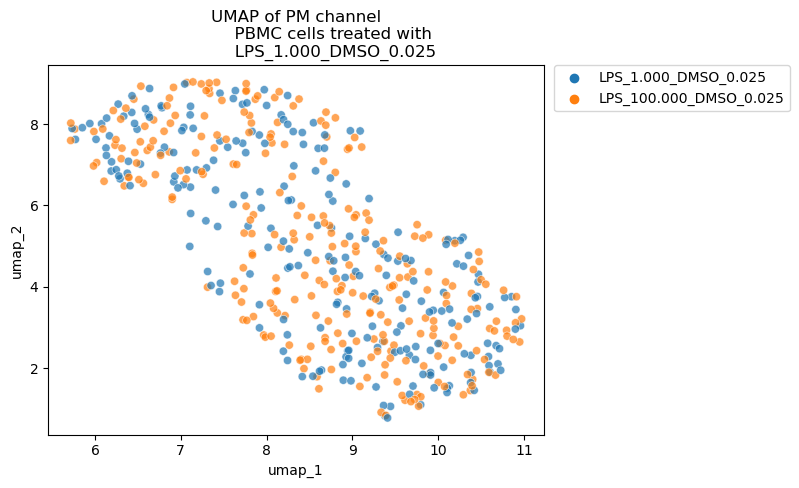 UMAP of PM channel
PBMC cells treated with
LPS_1.000_DMSO_0.025
LPS_1.000_DMSO_0.025
LPS_100.000_DMSO_0.025
umap_2
8
6
4
2
6 7 8 9 10 11
umap_1